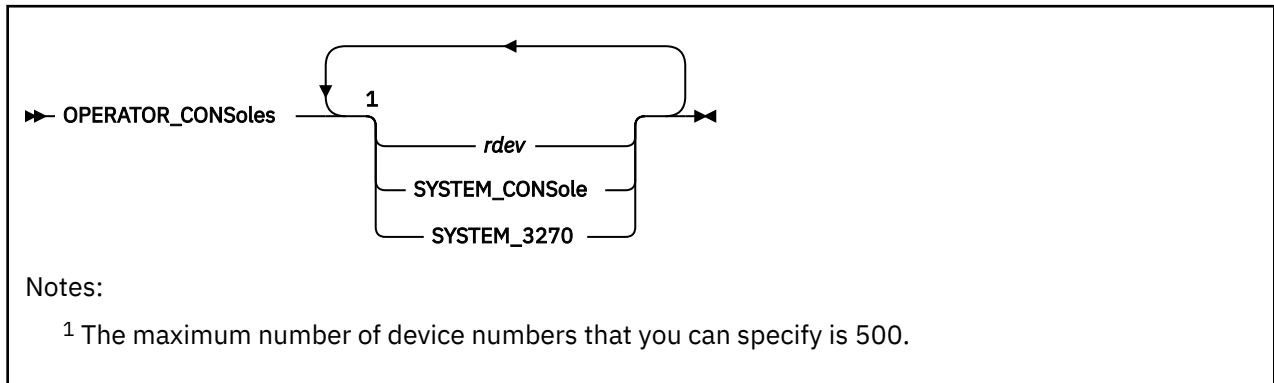 1
OPERATOR_CONSoles
rdev
SYSTEM_CONSole
SYSTEM_3270
Notes:
1 The maximum number of device numbers that you can specify is 500.